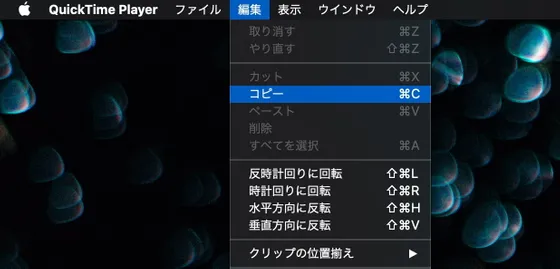 QuickTime Player ファイル 編集 表示 ウインドウ ヘルプ
取り消す ⌘Z
やり直す ⇧⌘Z
カット ⌘X
コピー ⌘C
ペースト ⌘V
削除
すべてを選択 ⌘A
反時計回りに回転 ⇧⌘L
時計回りに回転 ⇧⌘R
水平方向に反転 ⇧⌘H
垂直方向に反転 ⇧⌘V
クリップの位置揃え ▶